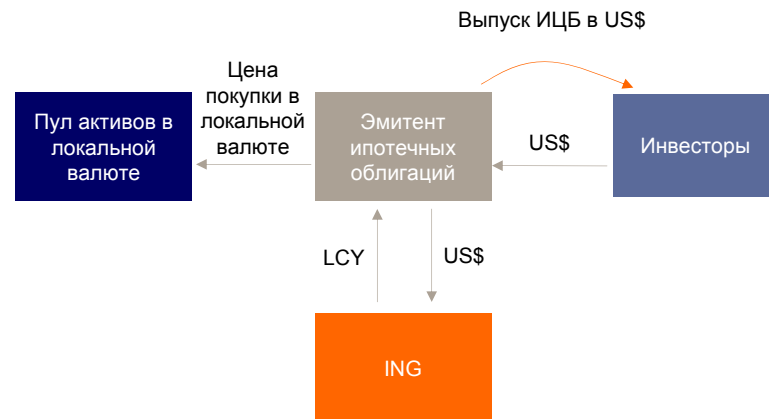 Выпуск ИЦБ в US$
Цена
покупки в
локальной
валюте
Пул активов в
локальной
валюте
Эмитент
ипотечных
облигаций
US$
Инвесторы
LCY
US$
ING